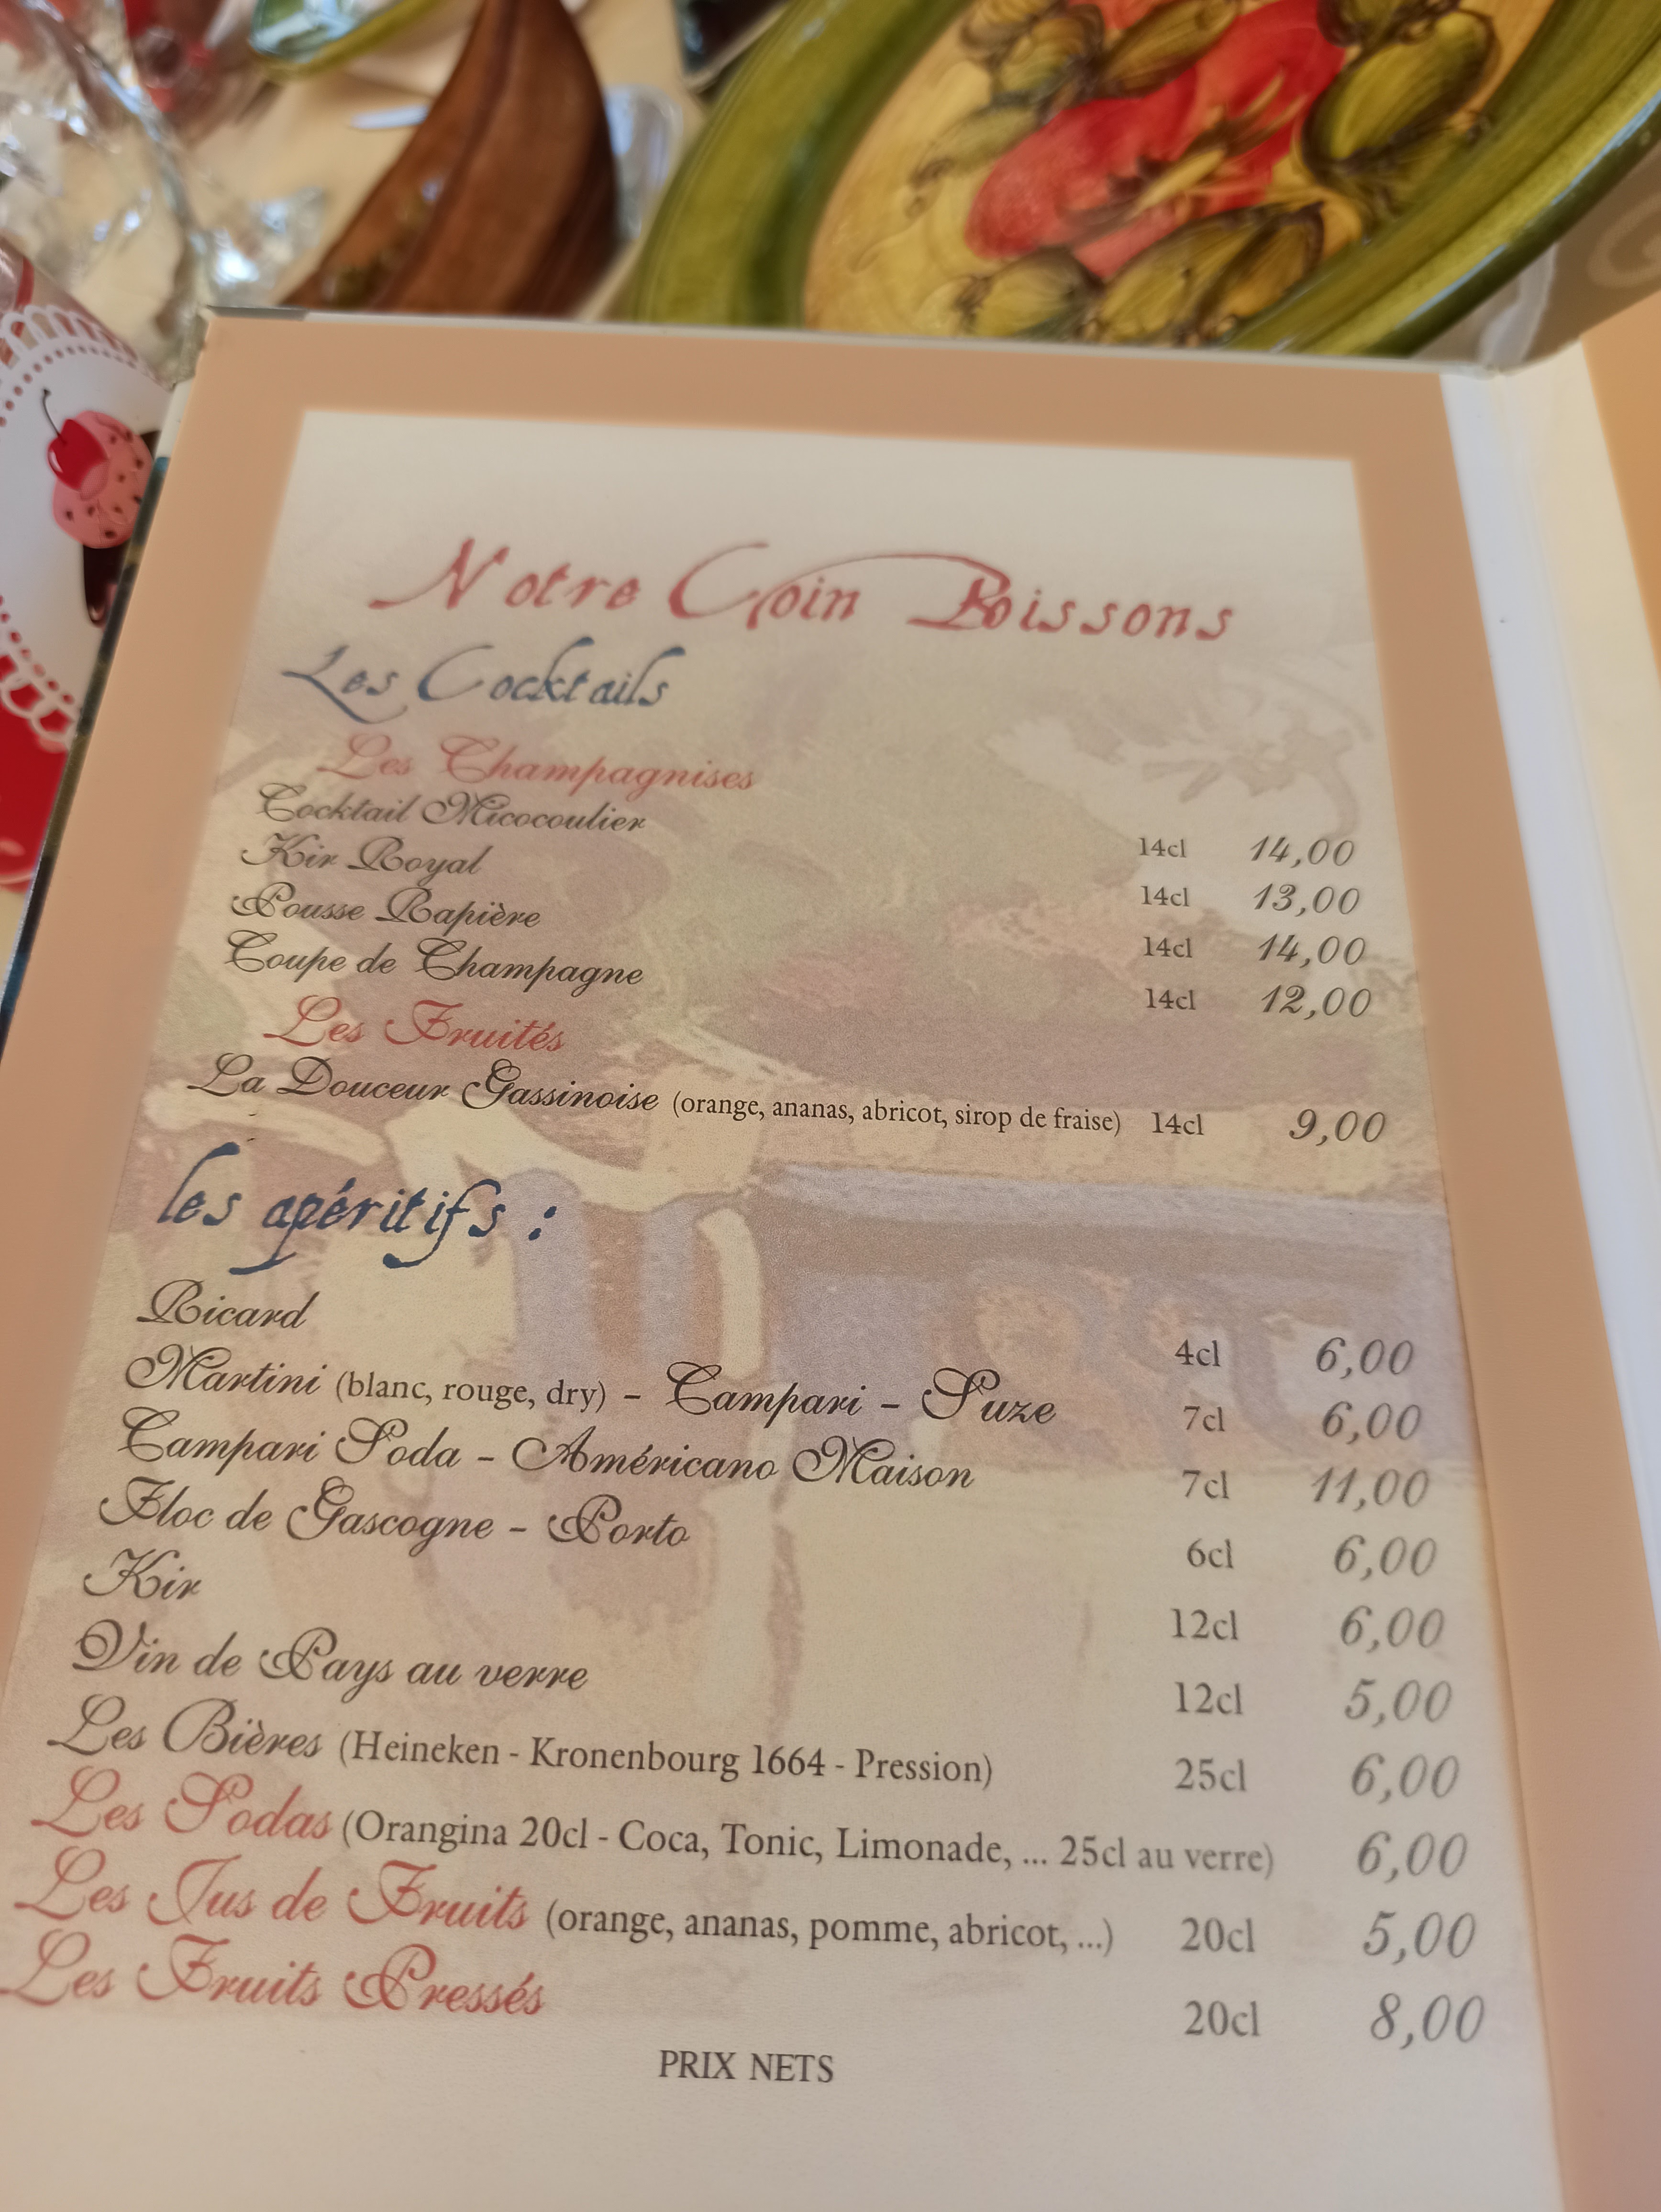 Notre Coin Boissons
Les Cocktails
Les Champagnises
Cocktail Micocoulier 14cl 14,00
Kir Royal 14cl 13,00
Pousse Rapière 14cl 14,00
Coupe de Champagne 14cl 12,00
Les Fruités
La Douceur Gassinoise (orange, ananas, abricot, sirop de fraise) 14cl 9,00
les apéritifs :
Ricard 4cl 6,00
Martini (blanc, rouge, dry) - Campari - Suze 7cl 6,00
Campari Soda - Américano Maison 7cl 11,00
Floc de Gascogne - Porto 6cl 6,00
Kir 12cl 6,00
Vin de Pays au verre 12cl 5,00
Les Bières (Heineken - Kronenbourg 1664 - Pression) 25cl 6,00
Les Sodas (Orangina 20cl - Coca, Tonic, Limonade, ... 25cl au verre) 6,00
Les Jus de Fruits (orange, ananas, pomme, abricot, ...) 20cl 5,00
Les Fruits Pressés 20cl 8,00
PRIX NETS